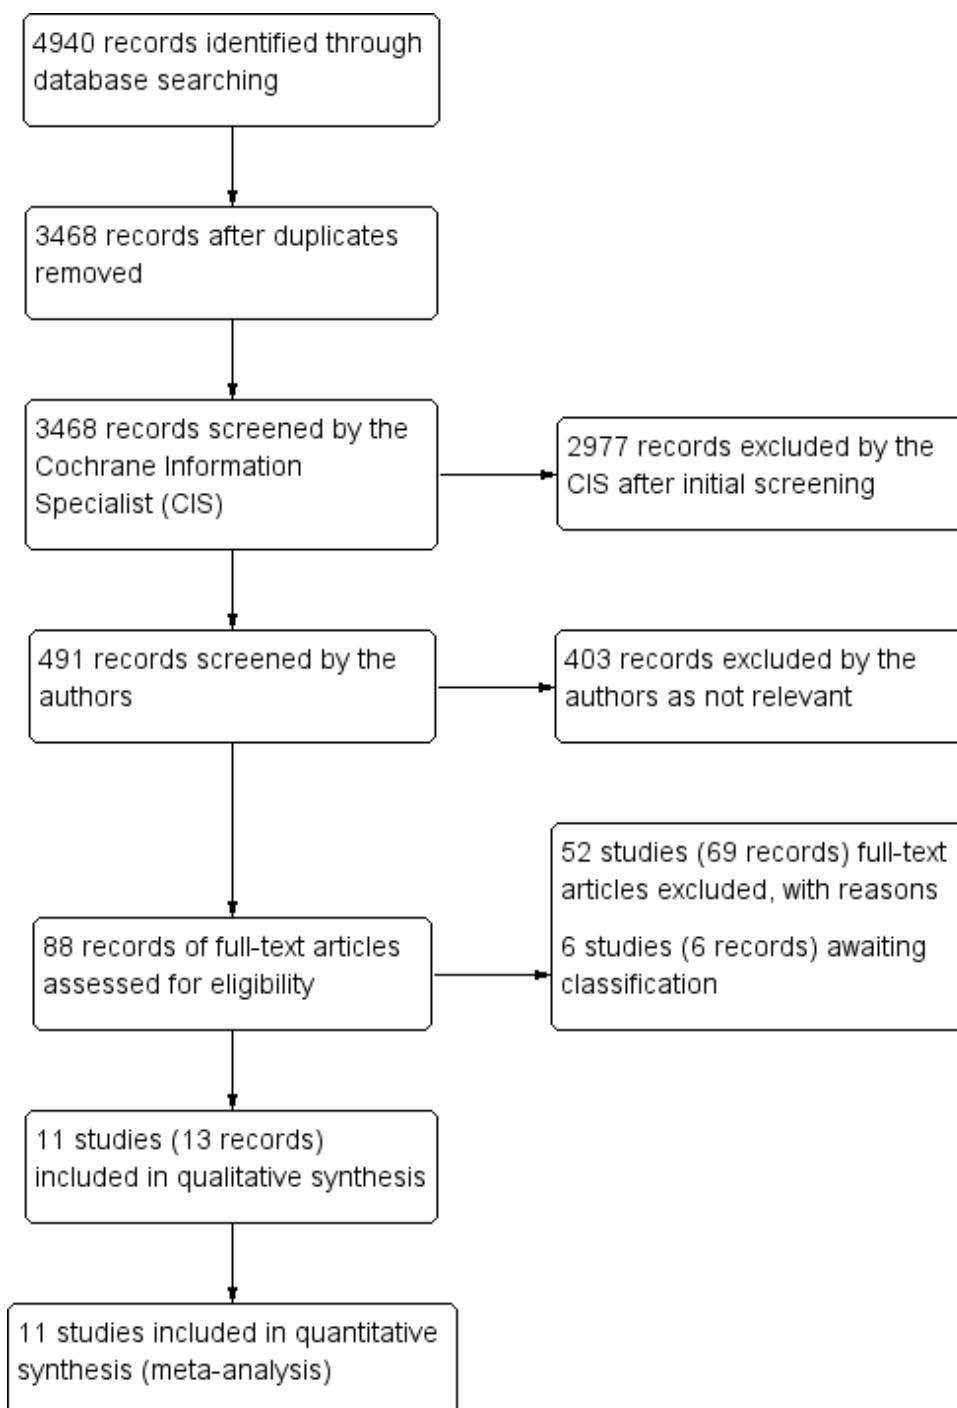 4940 records identified through
database searching
3468 records after duplicates
removed
3468 records screened by the
Cochrane Information
Specialist (CIS)
2977 records excluded by the
CIS after initial screening
491 records screened by the
authors
403 records excluded by the
authors as not relevant
52 studies (69 records) full-text
articles excluded, with reasons
6 studies (6 records) awaiting
classification
88 records of full-text articles
assessed for eligibility
11 studies (13 records)
included in qualitative synthesis
11 studies included in quantitative
synthesis (meta-analysis)